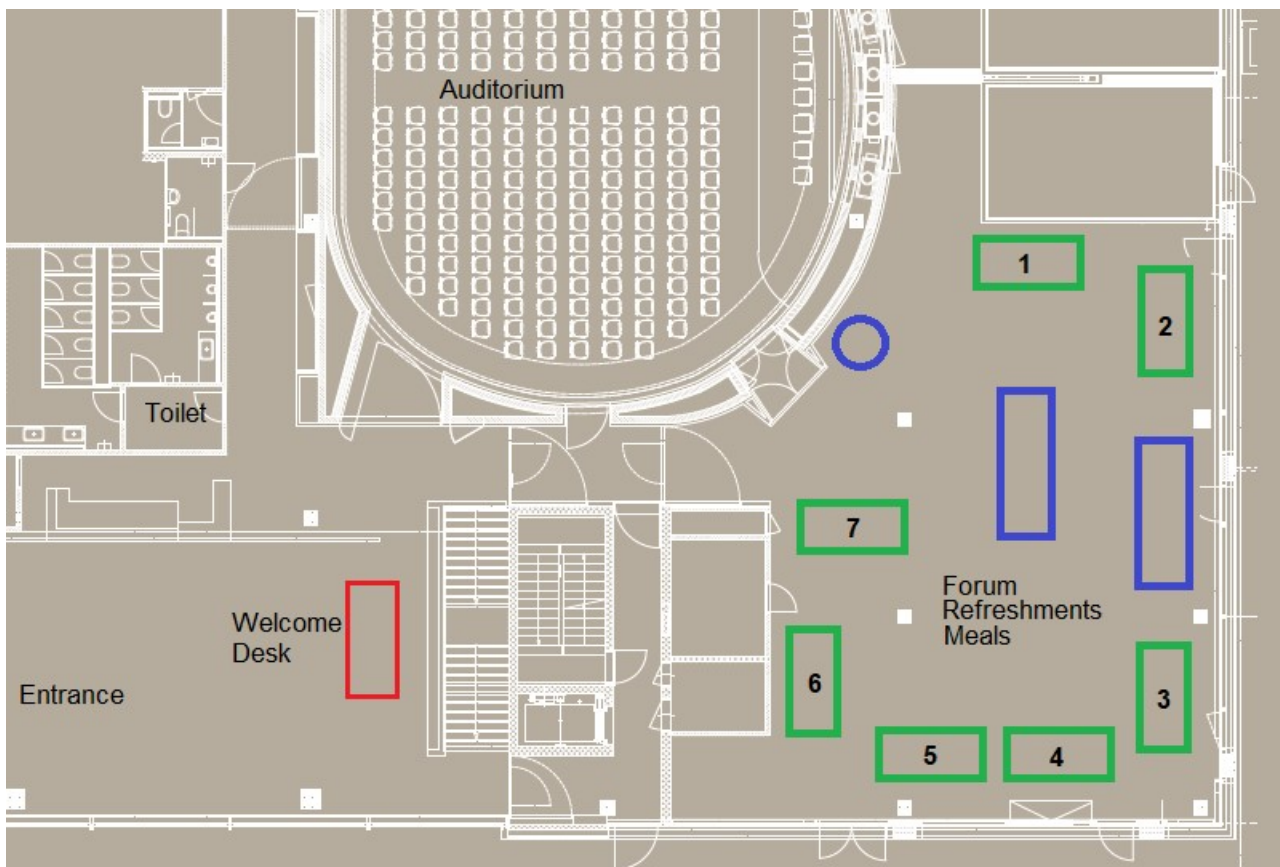 Auditorium
1
2
Toilet
7
Forum
Refreshments
Meals
Welcome
Desk
Entrance
6
3
5
4